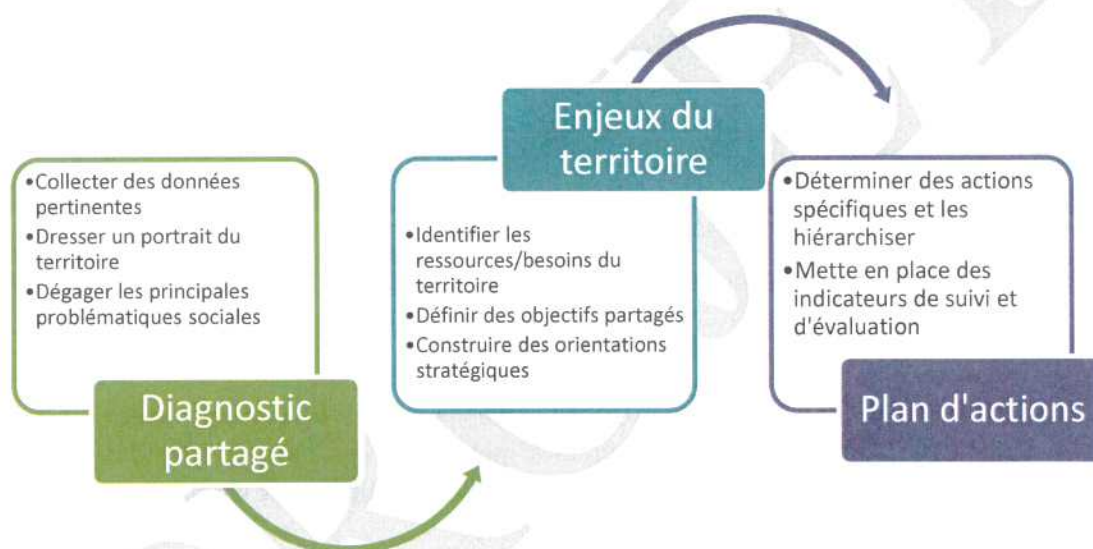 •Collecter des données
pertinentes
•Dresser un portrait du
territoire
•Dégager les principales
problématiques sociales
Diagnostic
partagé
Enjeux du
territoire
•Identifier les
ressources/besoins du
territoire
•Définir des objectifs partagés
•Construire des orientations
stratégiques
•Déterminer des actions
spécifiques et les
hiérarchiser
•Mette en place des
indicateurs de suivi et
d'évaluation
Plan d'actions